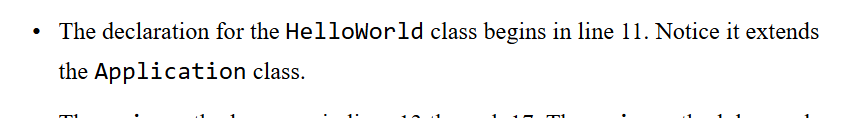 • The declaration for the HelloWorld class begins in line 11. Notice it extends
the Application class.